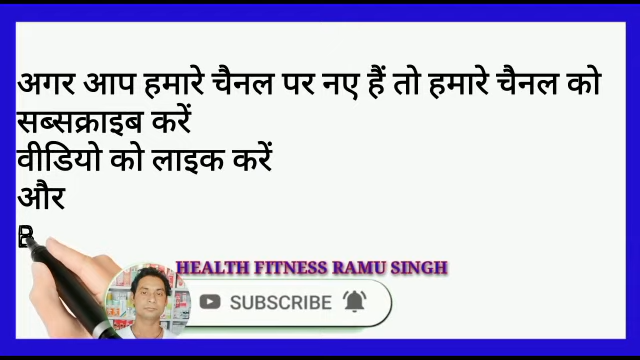 अगर आप हमारे चैनल पर नए हैं तो हमारे चैनल को
सब्सक्राइब करें
वीडियो को लाइक करें
और
B
HEALTH FITNESS RAMU SINGH
SUBSCRIBE